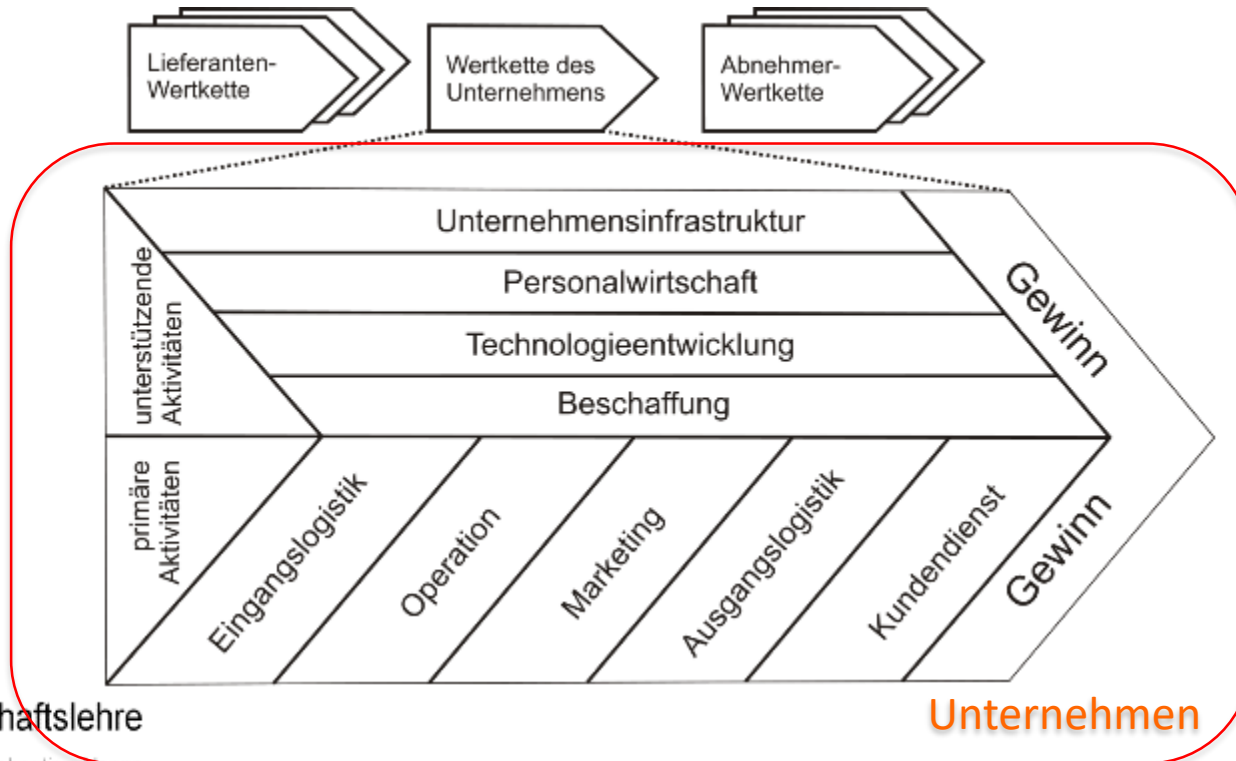 Lieferanten-
Wertkette
Wertkette des
Unternehmens
Abnehmer-
Wertkette
unterstützende
Aktivitäten
Unternehmensinfrastruktur
Personalwirtschaft
Technologieentwicklung
Beschaffung
Gewinn
primäre
Aktivitäten
Eingangslogistik
Operation
Marketing
Ausgangslogistik
Kundendienst
Gewinn
haftslehre
Unternehmen